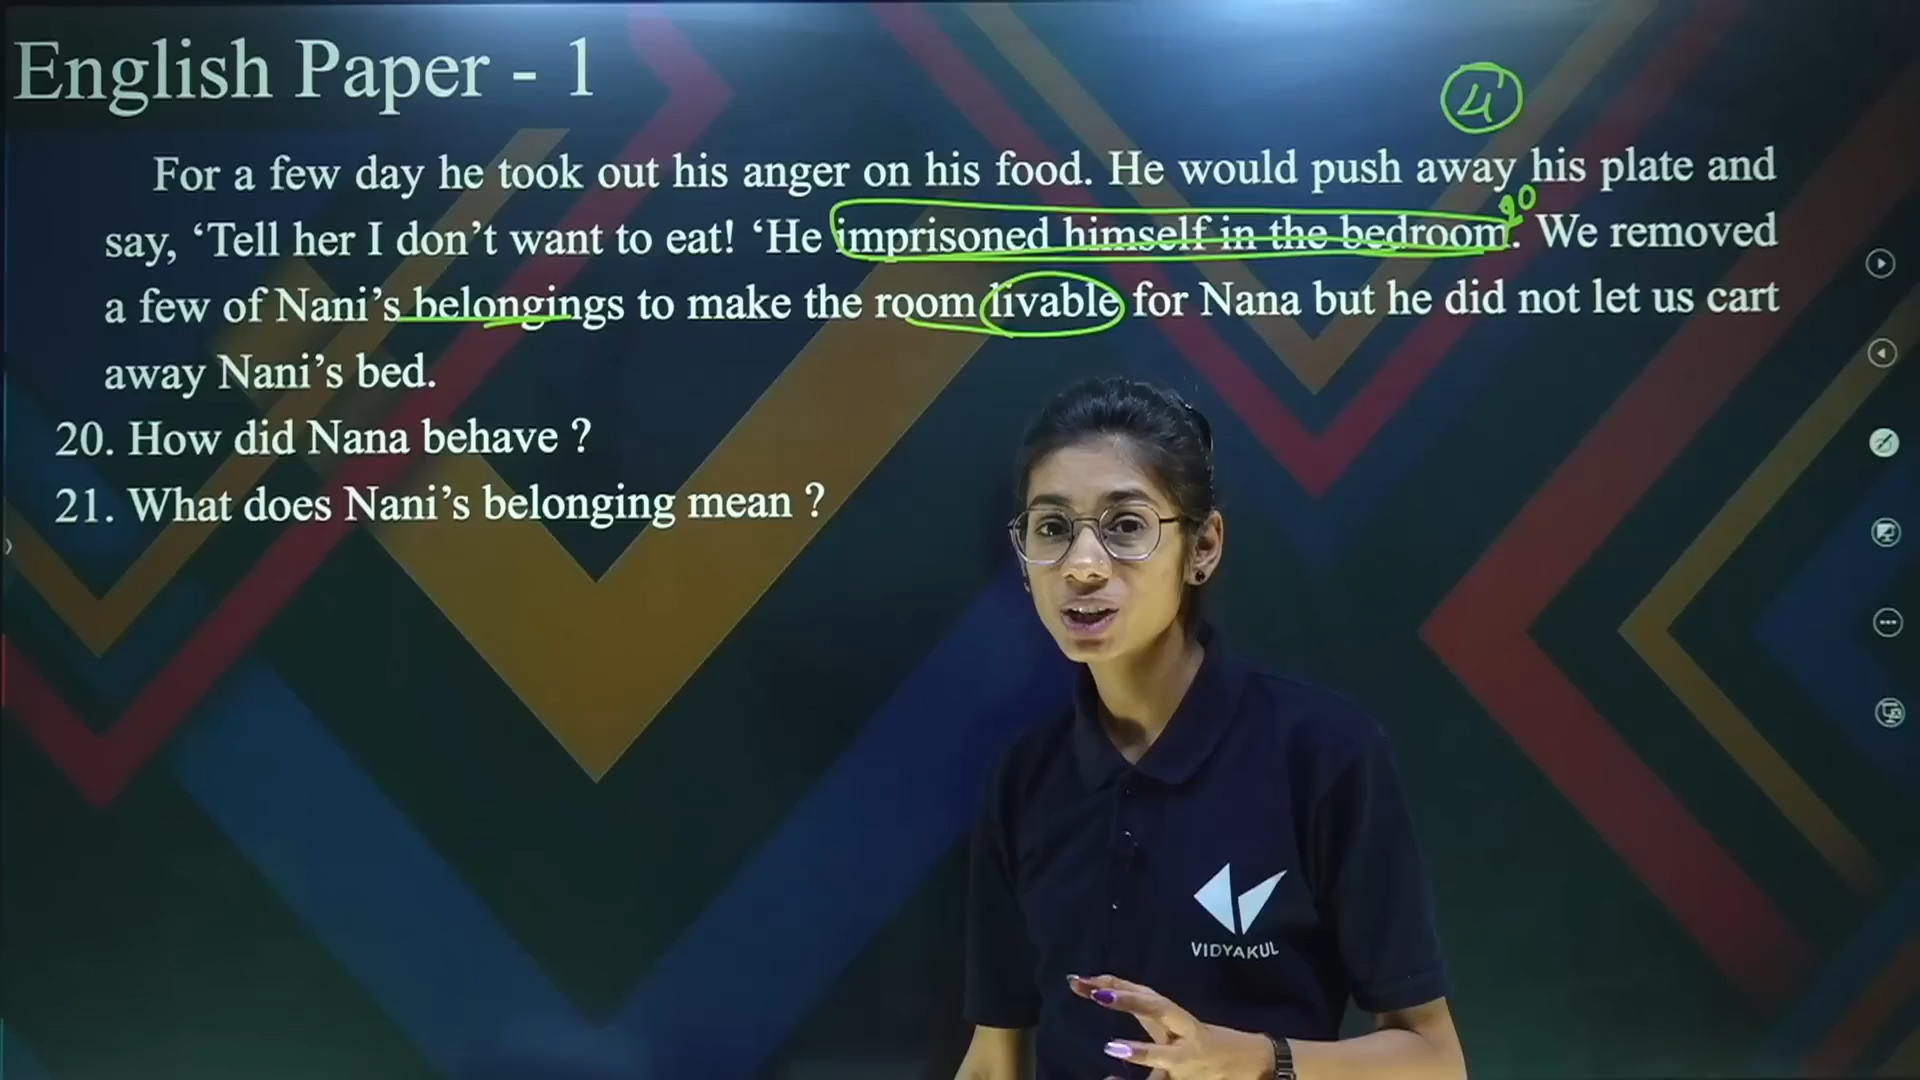 English Paper - 1
For a few day he took out his anger on his food. He would push away his plate and
say, ‘Tell her I don’t want to eat! ‘He imprisoned himself in the bedroom. We removed
a few of Nani’s belongings to make the room livable for Nana but he did not let us cart
away Nani’s bed.
20. How did Nana behave ?
21. What does Nani’s belonging mean ?
20
VIDYAKUL